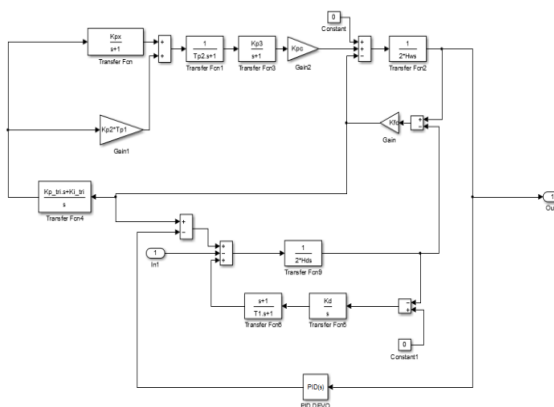 0
Constant
Kpx
s+1
Transfer Fcn
1
Tp2.s+1
Transfer Fcn1
Kp3
s+1
Transfer Fcn3
Kpc
Gain2
1
2*Hws
Transfer Fcn2
Kp2*Tp1
Gain1
Gain
Kp_tri.s+Ki_tri
s
Transfer Fcn4
1
Out
1
In1
1
2*Hds
Transfer Fcn9
s+1
T1.s+1
Transfer Fcn6
Kd
s
Transfer Fcn5
0
Constant1
PID(s)